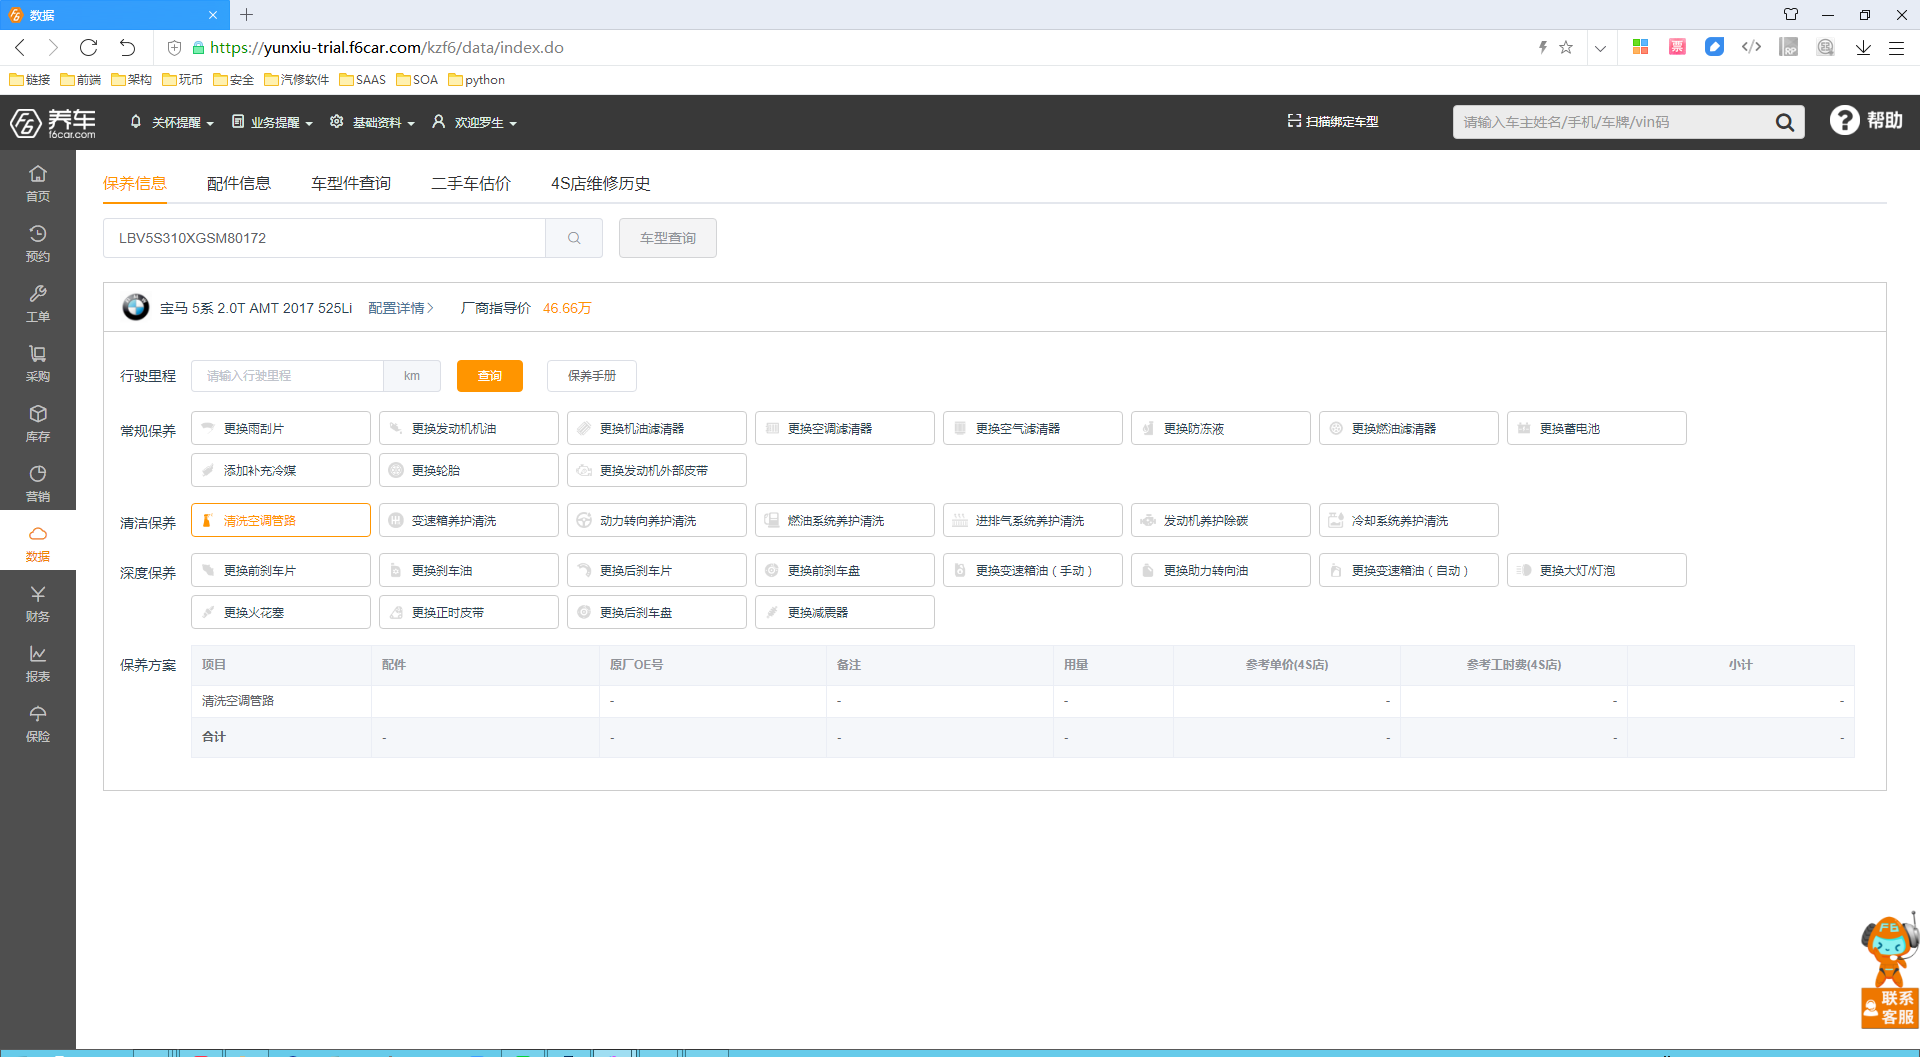 数据
https://yunxiu-trial.f6car.com/kzf6/data/index.do
链接 前端 架构 玩币 安全 汽修软件 SAAS SOA python
养车 f6car.com 关怀提醒 业务提醒 基础资料 欢迎罗生 扫描绑定车型 请输入车主姓名/手机/车牌/vin码 帮助
首页
预约
工单
采购
库存
营销
数据
财务
报表
保险
保养信息 配件信息 车型件查询 二手车估价 4S店维修历史
LBV5S310XGSM80172 车型查询
宝马 5系 2.0T AMT 2017 525Li 配置详情 厂商指导价 46.66万
行驶里程 请输入行驶里程 km 查询 保养手册
常规保养 更换雨刮片 更换发动机机油 更换机油滤清器 更换空调滤清器 更换空气滤清器 更换防冻液 更换燃油滤清器 更换蓄电池
添加补充冷媒 更换轮胎 更换发动机外部皮带
清洁保养 清洗空调管路 变速箱养护清洗 动力转向养护清洗 燃油系统养护清洗 进排气系统养护清洗 发动机养护除碳 冷却系统养护清洗
深度保养 更换前刹车片 更换刹车油 更换后刹车片 更换前刹车盘 更换变速箱油（手动） 更换助力转向油 更换变速箱油（自动） 更换大灯/灯泡
更换火花塞 更换正时皮带 更换后刹车盘 更换减震器
保养方案 项目 配件 原厂OE号 备注 用量 参考单价(4S店) 参考工时费(4S店) 小计
清洗空调管路 - - - - - -
合计 - - - - - - -
F6
联系
客服